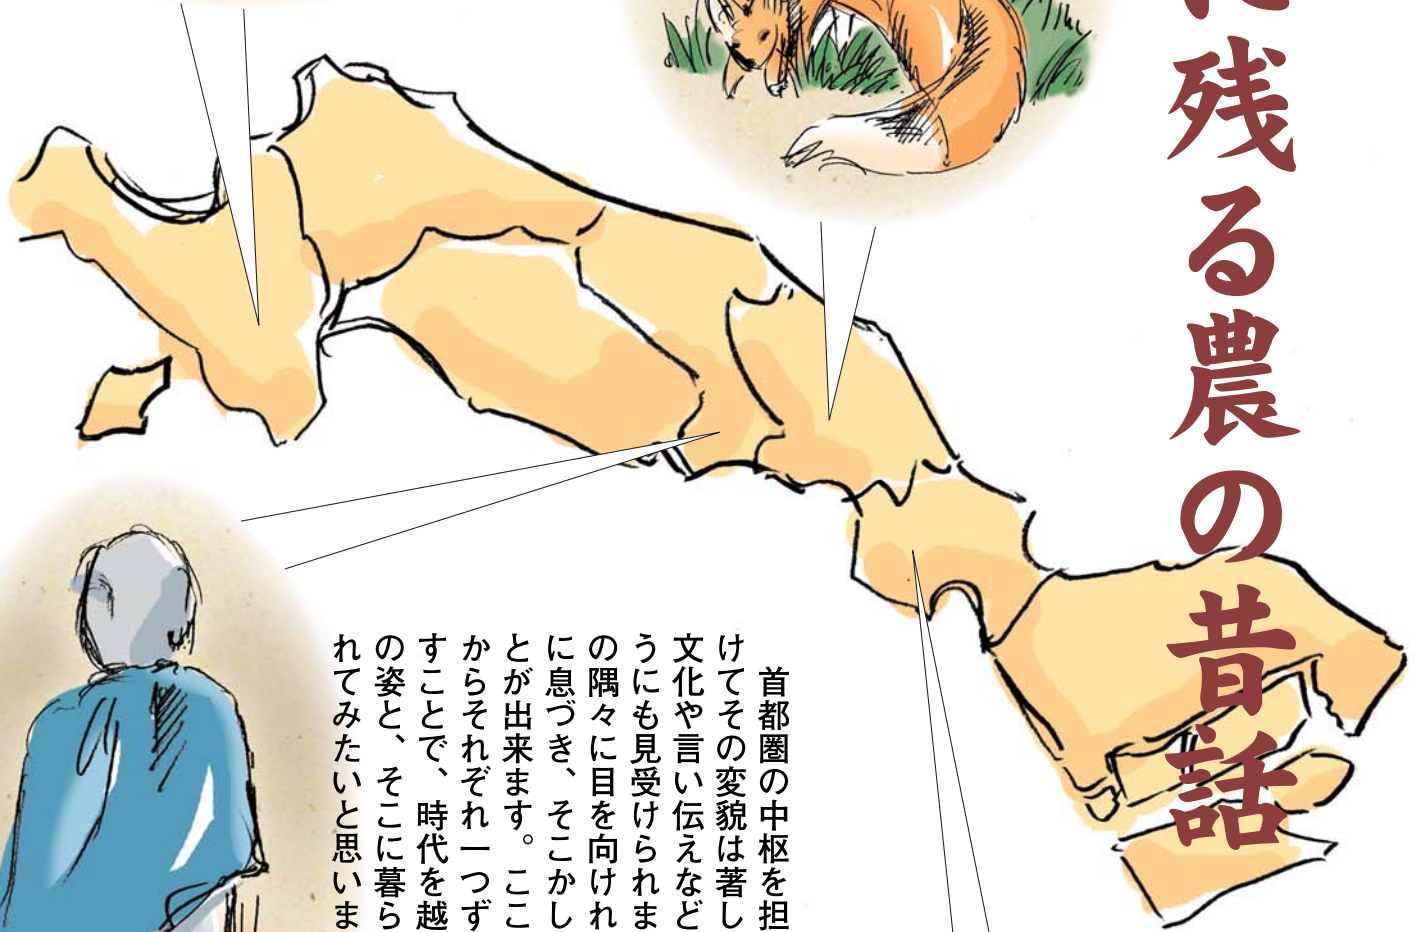 残る農の昔話
首都圏の中枢を担
けてその変貌は著し
文化や言い伝えなど
うにも見受けられま
の隅々に目を向けれ
に息づき、そこかし
とが出来ます。ここ
からそれぞれ一つず
すことで、時代を越
の姿と、そこに暮ら
れてみたいと思いま